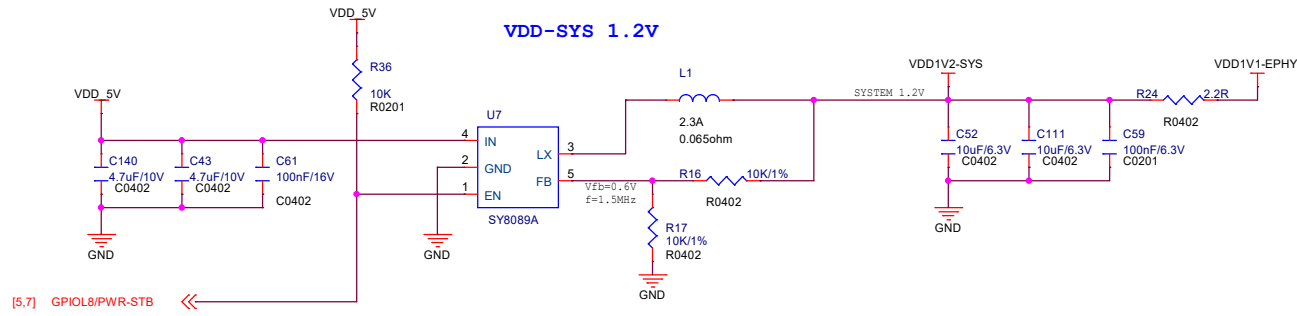 VDD_5V
VDD-SYS 1.2V
R36
10K
R0201
VDD_5V
C140
4.7uF/10V
C0402
C43
4.7uF/10V
C0402
C61
100nF/16V
C0402
GND
U7
4
IN
2
GND
1
EN
LX
3
FB
5
SY8089A
GND
Vfb=0.6V
f=1.5MHz
L1
2.3A
0.065ohm
R16
10K/1%
R0402
R17
10K/1%
R0402
GND
SYSTEM 1.2V
VDD1V2-SYS
VDD1V1-EPHY
R24
2.2R
R0402
C52
10uF/6.3V
C0402
C111
10uF/6.3V
C0402
C59
100nF/6.3V
C0201
GND
[5,7] GPIOL8/PWR-STB